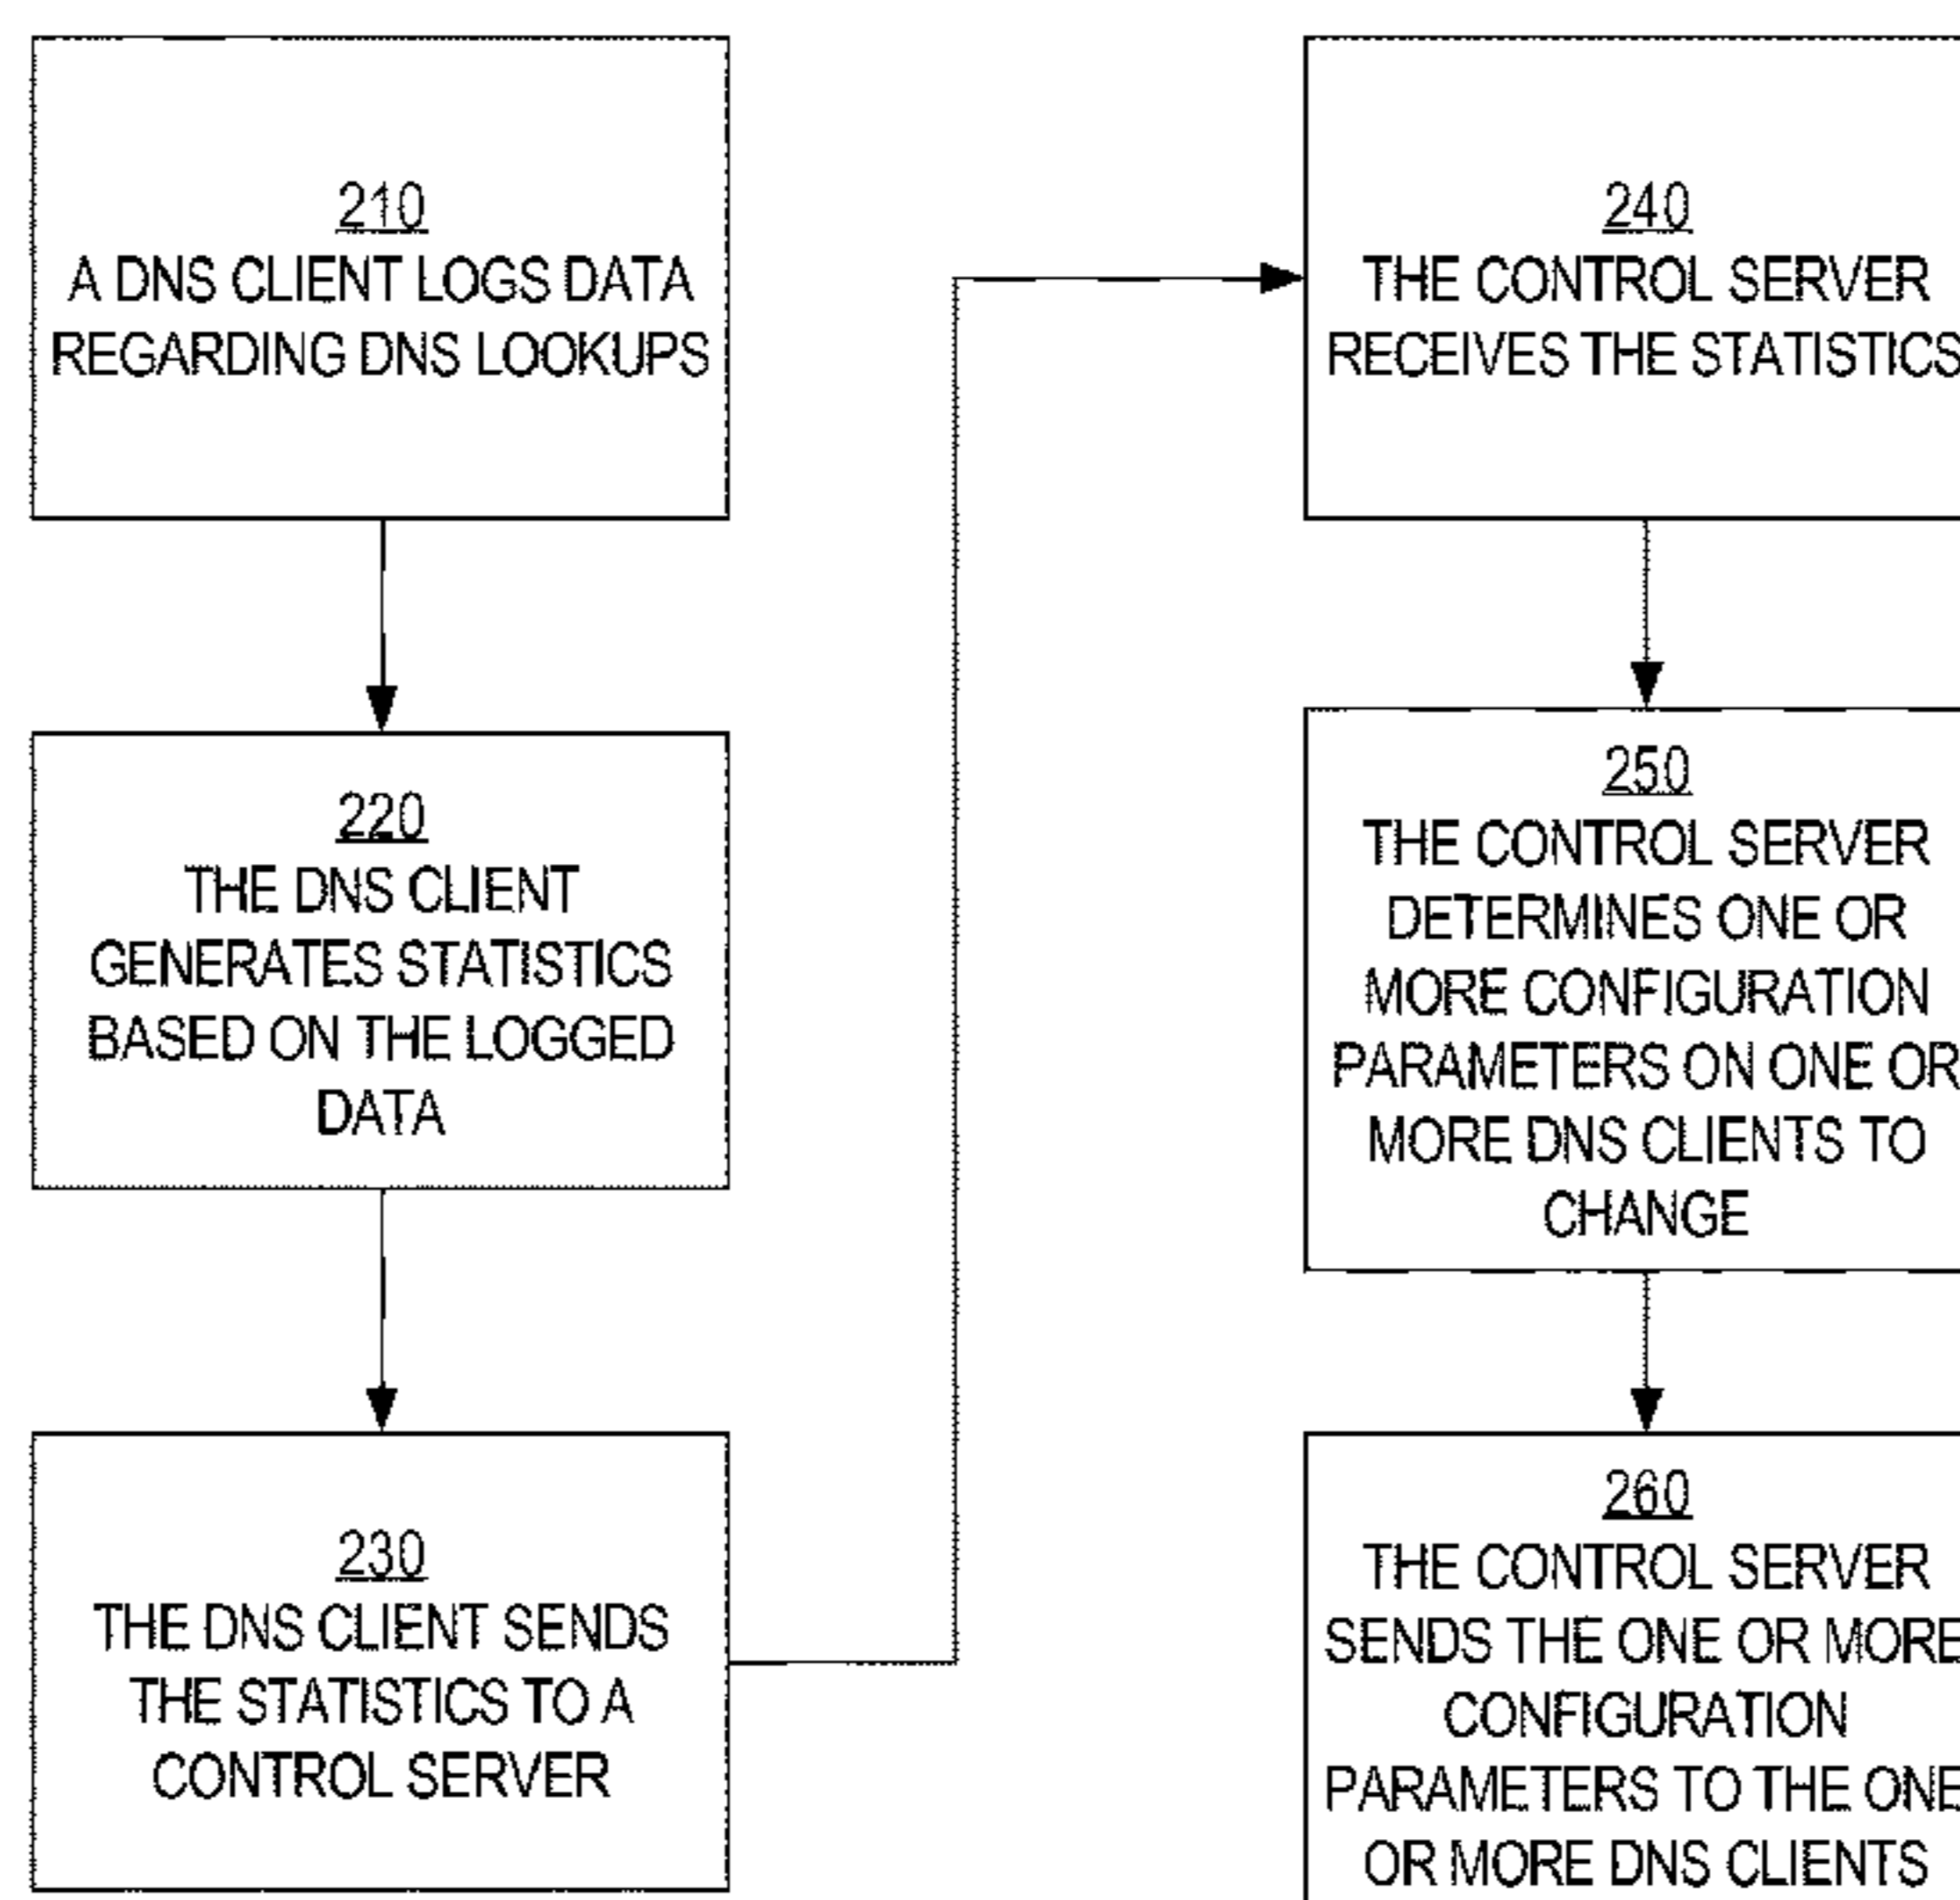 210
A DNS CLIENT LOGS DATA
REGARDING DNS LOOKUPS
220
THE DNS CLIENT
GENERATES STATISTICS
BASED ON THE LOGGED
DATA
230
THE DNS CLIENT SENDS
THE STATISTICS TO A
CONTROL SERVER
240
THE CONTROL SERVER
RECEIVES THE STATISTICS
250
THE CONTROL SERVER
DETERMINES ONE OR
MORE CONFIGURATION
PARAMETERS ON ONE OR
MORE DNS CLIENTS TO
CHANGE
260
THE CONTROL SERVER
SENDS THE ONE OR MORE
CONFIGURATION
PARAMETERS TO THE ONE
OR MORE DNS CLIENTS